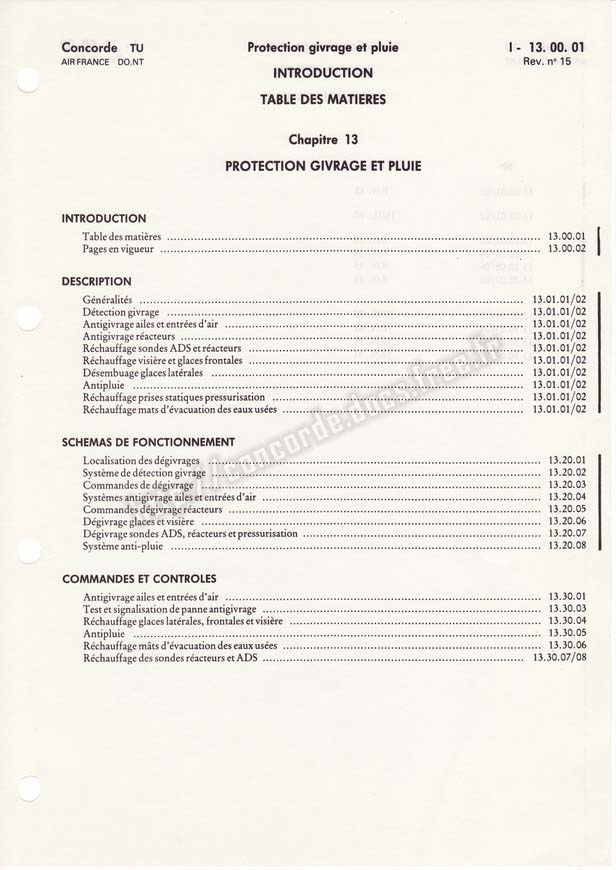 Concorde TU Protection givrage et pluie I - 13. 00. 01
AIR FRANCE DO.NT INTRODUCTION Rev. n° 15
TABLE DES MATIERES
Chapitre 13
PROTECTION GIVRAGE ET PLUIE
INTRODUCTION
Table des matières 13.00.01
Pages en vigueur 13.00.02
DESCRIPTION
Généralités 13.01.01/02
Détection givrage 13.01.01/02
Antigivrage ailes et entrées d'air 13.01.01/02
Antigivrage réacteurs 13.01.01/02
Réchauffage sondes ADS et réacteurs 13.01.01/02
Réchauffage visière et glaces frontales 13.01.01/02
Désembuage glaces latérales 13.01.01/02
Antipluie 13.01.01/02
Réchauffage prises statiques pressurisation 13.01.01/02
Réchauffage mats d'évacuation des eaux usées 13.01.01/02
SCHEMAS DE FONCTIONNEMENT
Localisation des dégivrages 13.20.01
Système de détection givrage 13.20.02
Commandes de dégivrage 13.20.03
Systèmes antigivrage ailes et entrées d'air 13.20.04
Commandes dégivrage réacteurs 13.20.05
Dégivrage glaces et visière 13.20.06
Dégivrage sondes ADS, réacteurs et pressurisation 13.20.07
Système anti-pluie 13.20.08
COMMANDES ET CONTROLES
Antigivrage ailes et entrées d'air 13.30.01
Test et signalisation de panne antigivrage 13.30.03
Réchauffage glaces latérales, frontales et visière 13.30.04
Antipluie 13.30.05
Réchauffage mâts d'évacuation des eaux usées 13.30.06
Réchauffage des sondes réacteurs et ADS 13.30.07/08
http://concorde.docs.free.fr